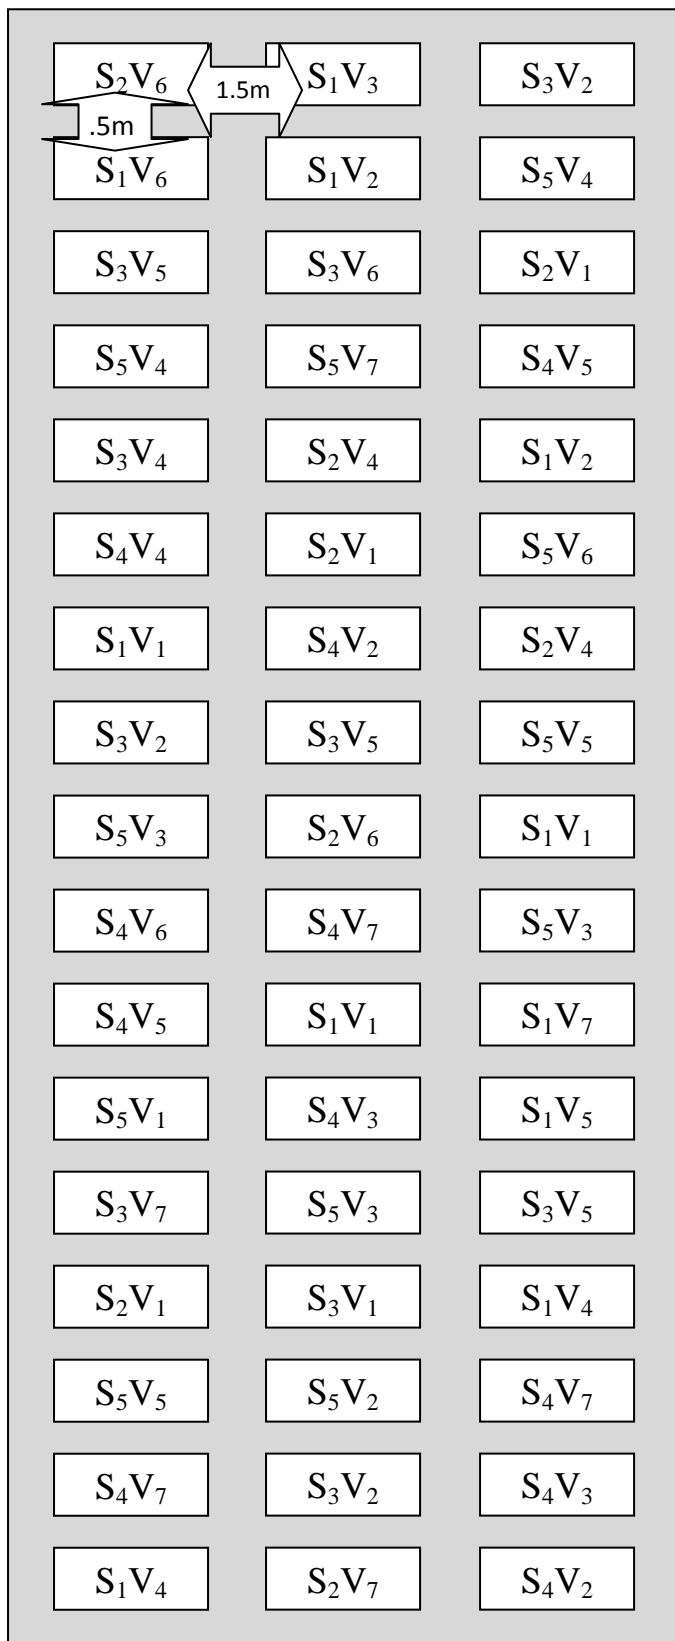 S₂V₆ 1.5m S₁V₃ S₃V₂
.5m
S₁V₆ S₁V₂ S₅V₄
S₃V₅ S₃V₆ S₂V₁
S₅V₄ S₅V₇ S₄V₅
S₃V₄ S₂V₄ S₁V₂
S₄V₄ S₂V₁ S₅V₆
S₁V₁ S₄V₂ S₂V₄
S₃V₂ S₃V₅ S₅V₅
S₅V₃ S₂V₆ S₁V₁
S₄V₆ S₄V₇ S₅V₃
S₄V₅ S₁V₁ S₁V₇
S₅V₁ S₄V₃ S₁V₅
S₃V₇ S₅V₃ S₃V₅
S₂V₁ S₃V₁ S₁V₄
S₅V₅ S₅V₂ S₄V₇
S₄V₇ S₃V₂ S₄V₃
S₁V₄ S₂V₇ S₄V₂